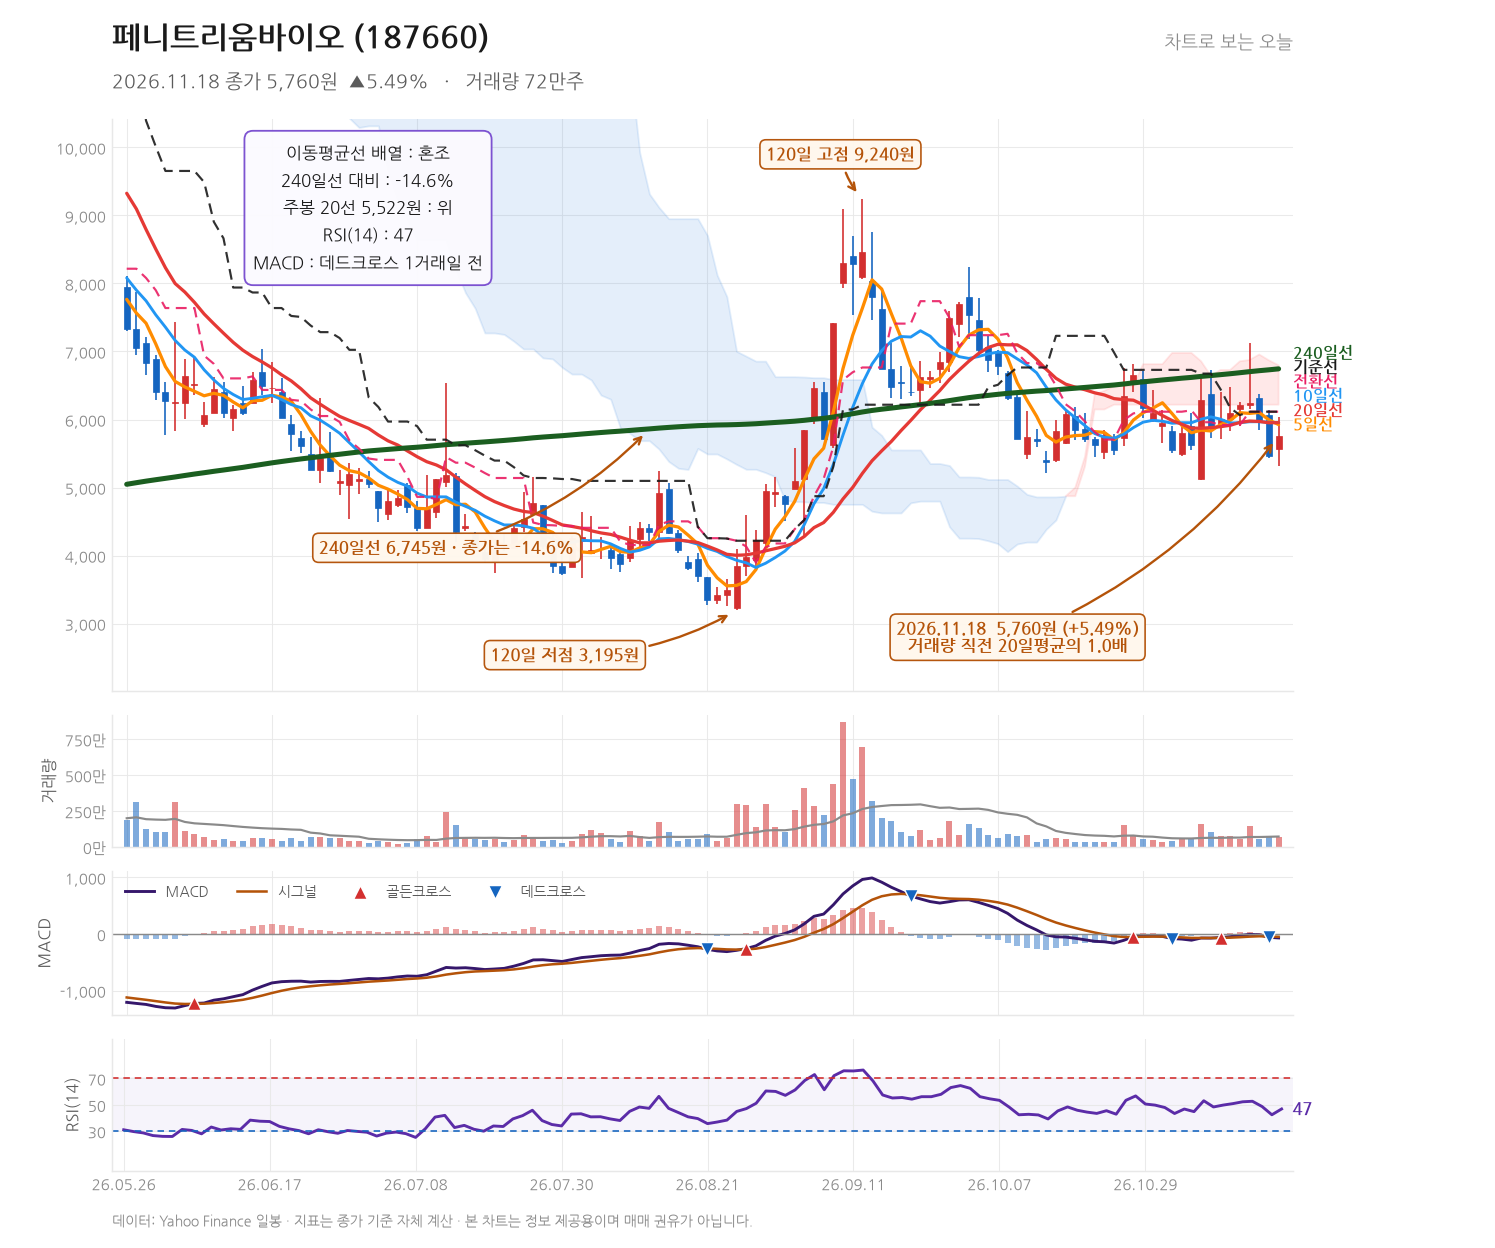 페니트리움바이오 (187660)
차트로 보는 오늘
2026.11.18 종가 5,760원 ▲5.49% · 거래량 72만주
이동평균선 배열 : 혼조
240일선 대비 : -14.6%
주봉 20선 5,522원 : 위
RSI(14) : 47
MACD : 데드크로스 1거래일 전
120일 고점 9,240원
10,000
9,000
8,000
7,000
6,000
5,000
4,000
3,000
240일선
기준선
전환선
10일선
20일선
5일선
240일선 6,745원 · 종가는 -14.6%
120일 저점 3,195원
2026.11.18 5,760원 (+5.49%)
거래량 직전 20일평균의 1.0배
거래량
750만
500만
250만
0만
MACD
1,000
0
-1,000
MACD
시그널
골든크로스
데드크로스
RSI(14)
70
50
30
47
26.05.26
26.06.17
26.07.08
26.07.30
26.08.21
26.09.11
26.10.07
26.10.29
데이터: Yahoo Finance 일봉 · 지표는 종가 기준 자체 계산 · 본 차트는 정보 제공용이며 매매 권유가 아닙니다.